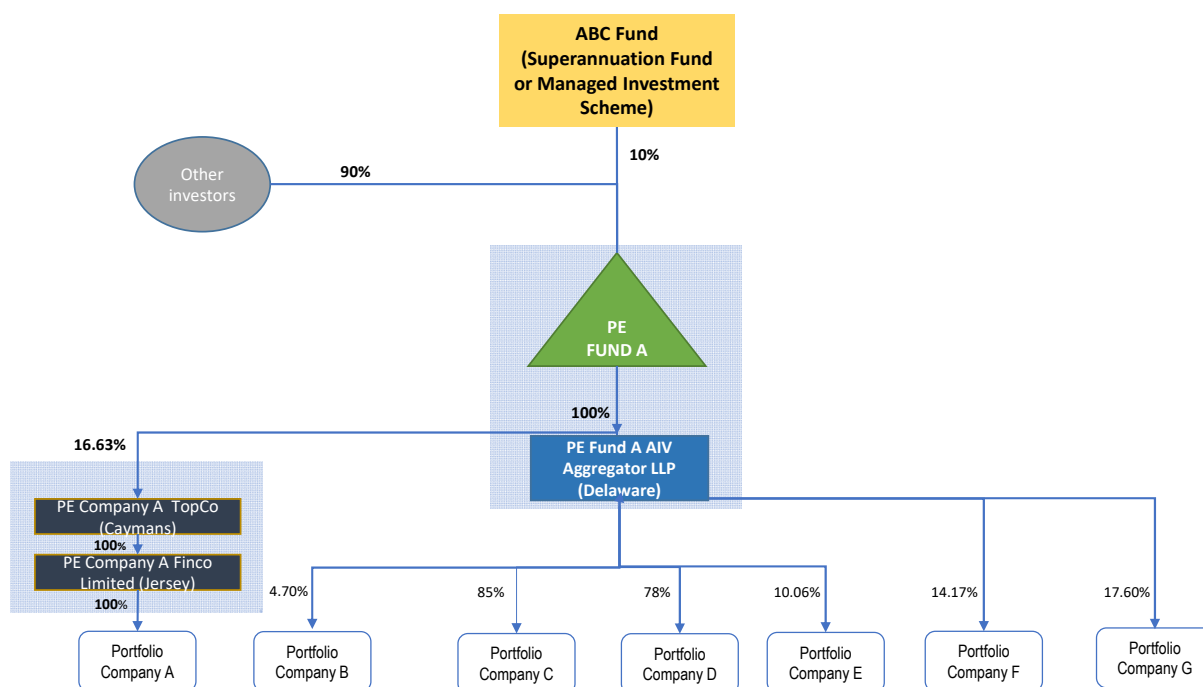 ABC Fund
(Superannuation Fund
or Managed Investment
Scheme)
10%
Other
investors
90%
PE
FUND A
100%
16.63%
PE Fund A AIV
Aggregator LLP
(Delaware)
PE Company A TopCo
(Caymans)
100%
PE Company A Finco
Limited (Jersey)
100%
4.70%
85%
78%
10.06%
14.17%
17.60%
Portfolio
Company A
Portfolio
Company B
Portfolio
Company C
Portfolio
Company D
Portfolio
Company E
Portfolio
Company F
Portfolio
Company G